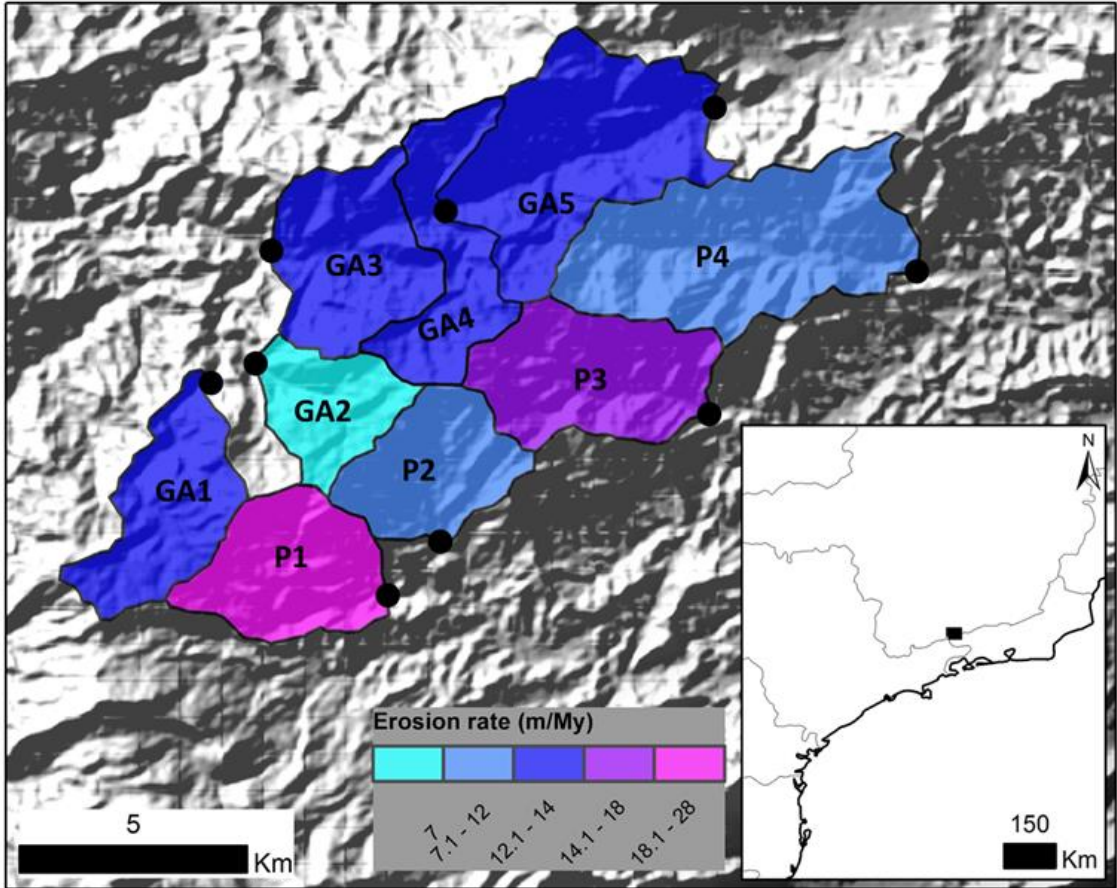 GA5
P4
GA3
GA4
P3
GA2
P2
GA1
P1
N
Erosion rate (m/My)
7
7.1 - 12
12.1 - 14
14.1 - 18
18.1 - 28
5
Km
150
Km